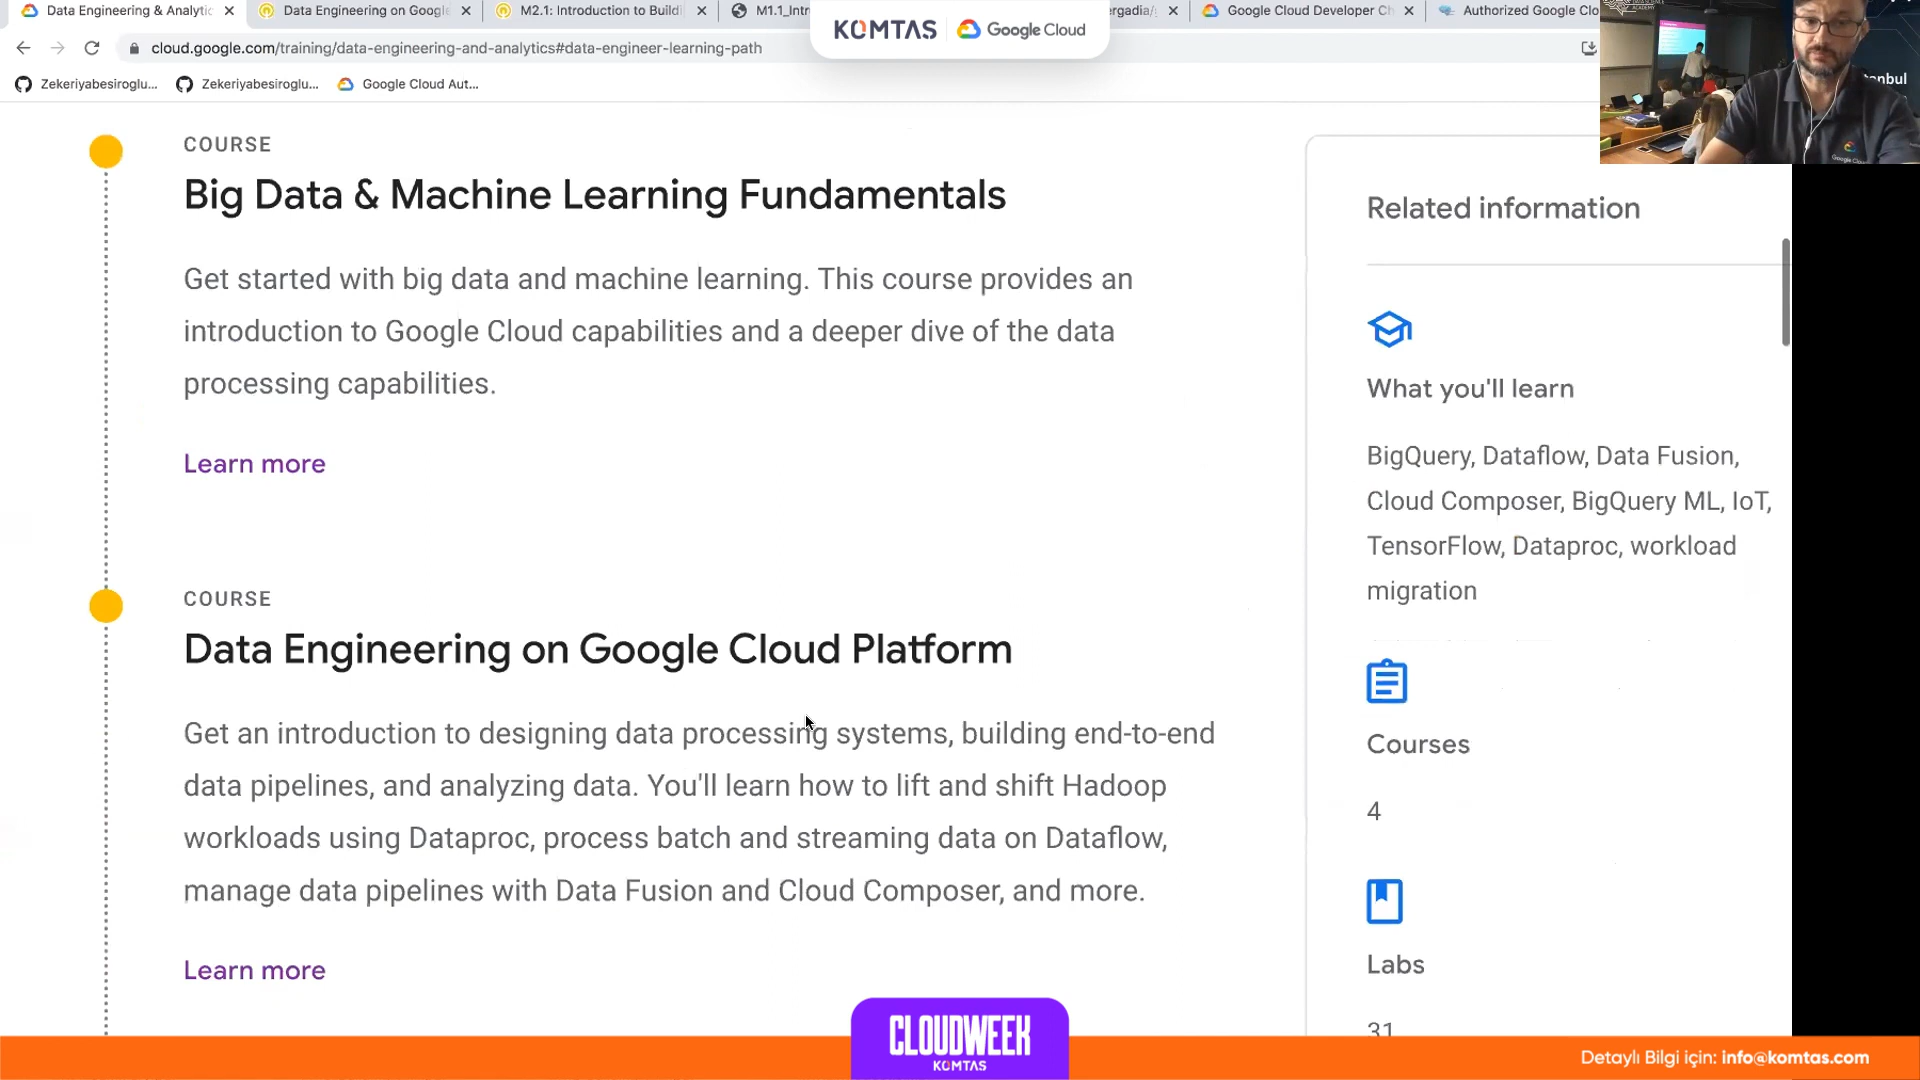 Data Engineering & Analytic
Data Engineering on Google
M2.1: Introduction to Buildi
M1.1_Intr
ergadia/
Google Cloud Developer Ch
Authorized Google Clo
cloud.google.com/training/data-engineering-and-analytics#data-engineer-learning-path
KOMTAS Google Cloud
Zekeriyabesiroglu...
Zekeriyabesiroglu...
Google Cloud Aut...
anbul
COURSE
Big Data & Machine Learning Fundamentals
Get started with big data and machine learning. This course provides an
introduction to Google Cloud capabilities and a deeper dive of the data
processing capabilities.
Learn more
COURSE
Data Engineering on Google Cloud Platform
Get an introduction to designing data processing systems, building end-to-end
data pipelines, and analyzing data. You'll learn how to lift and shift Hadoop
workloads using Dataproc, process batch and streaming data on Dataflow,
manage data pipelines with Data Fusion and Cloud Composer, and more.
Learn more
Related information
What you'll learn
BigQuery, Dataflow, Data Fusion,
Cloud Composer, BigQuery ML, IoT,
TensorFlow, Dataproc, workload
migration
Courses
4
Labs
31
CLOUDWEEK
KOMTAS
Detaylı Bilgi için: info@komtas.com